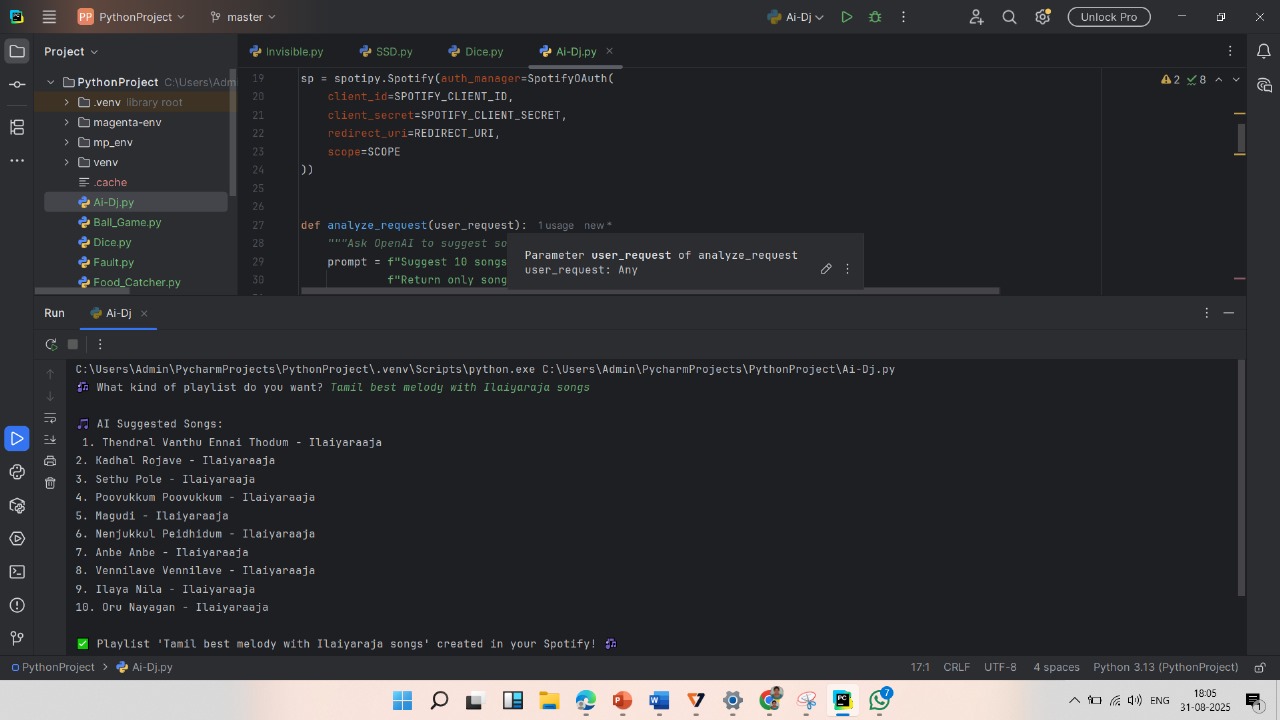 PP PythonProject master Ai-Dj Unlock Pro
Project
Invisible.py SSD.py Dice.py Ai-Dj.py
PythonProject C:\Users\Adm
.venv library root
magenta-env
mp_env
venv
.cache
Ai-Dj.py
Ball_Game.py
Dice.py
Fault.py
Food_Catcher.py
2 8
19 sp = spotipy.Spotify(auth_manager=SpotifyOAuth(
20 client_id=SPOTIFY_CLIENT_ID,
21 client_secret=SPOTIFY_CLIENT_SECRET,
22 redirect_uri=REDIRECT_URI,
23 scope=SCOPE
24 ))
25
26
27 def analyze_request(user_request): 1 usage new *
28 """Ask OpenAI to suggest so
29 prompt = f"Suggest 10 songs
30 f"Return only song
Parameter user_request of analyze_request
user_request: Any
Run Ai-Dj
C:\Users\Admin\PycharmProjects\PythonProject\.venv\Scripts\python.exe C:\Users\Admin\PycharmProjects\PythonProject\Ai-Dj.py
What kind of playlist do you want? Tamil best melody with Ilaiyaraja songs
AI Suggested Songs:
1. Thendral Vanthu Ennai Thodum - Ilaiyaraaja
2. Kadhal Rojave - Ilaiyaraaja
3. Sethu Pole - Ilaiyaraaja
4. Poovukkum Poovukkum - Ilaiyaraaja
5. Magudi - Ilaiyaraaja
6. Nenjukkul Peidhidum - Ilaiyaraaja
7. Anbe Anbe - Ilaiyaraaja
8. Vennilave Vennilave - Ilaiyaraaja
9. Ilaya Nila - Ilaiyaraaja
10. Oru Nayagan - Ilaiyaraaja
✅ Playlist 'Tamil best melody with Ilaiyaraja songs' created in your Spotify!
PythonProject > Ai-Dj.py 17:1 CRLF UTF-8 4 spaces Python 3.13 (PythonProject)
7
ENG
18:05
31-08-2025
1